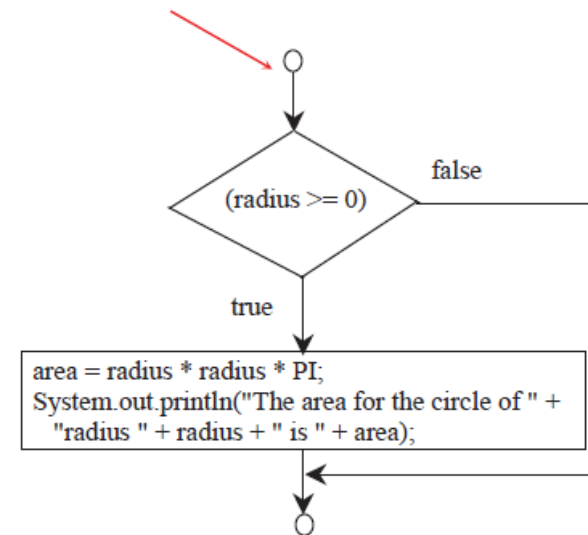 false
(radius >= 0)
true
area = radius * radius * PI;
System.out.println("The area for the circle of " +
"radius " + radius + " is " + area);